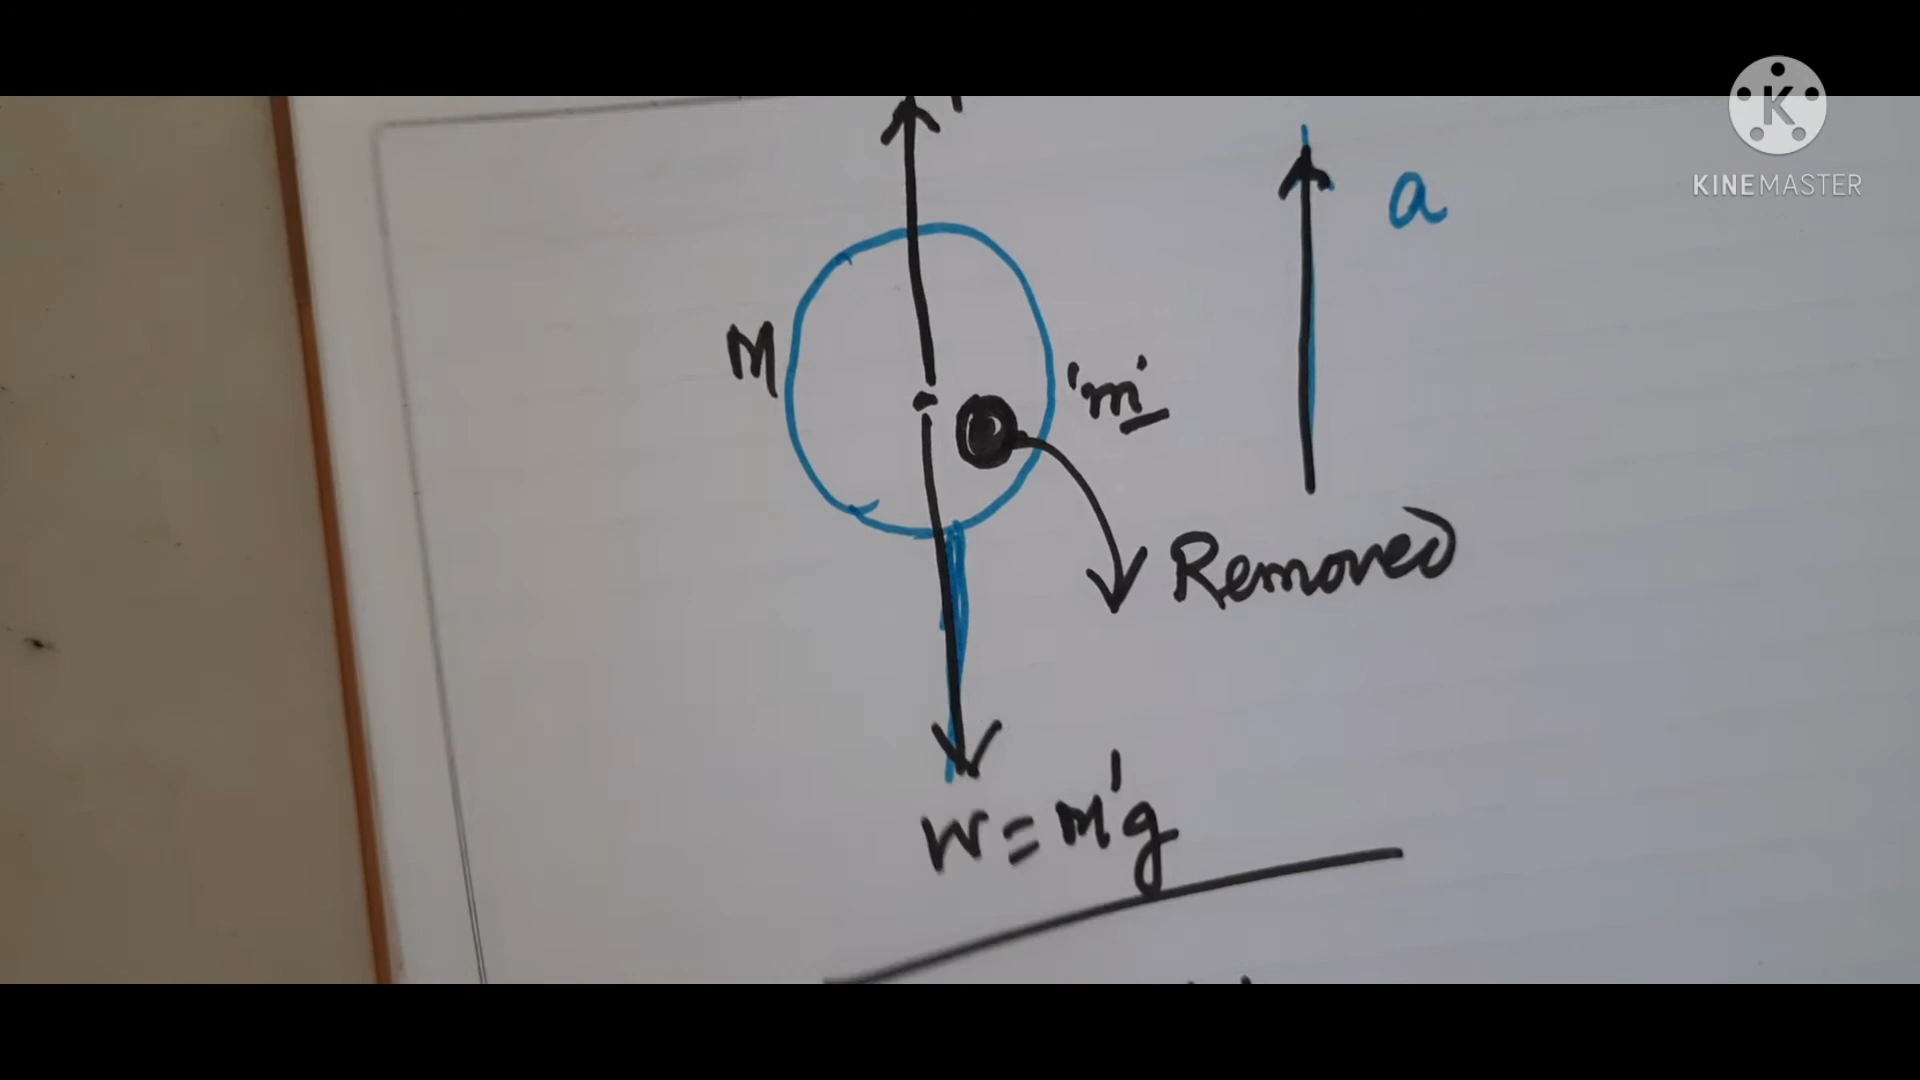 a
M
'm'
Removed
W = M'g
K
KINEMASTER